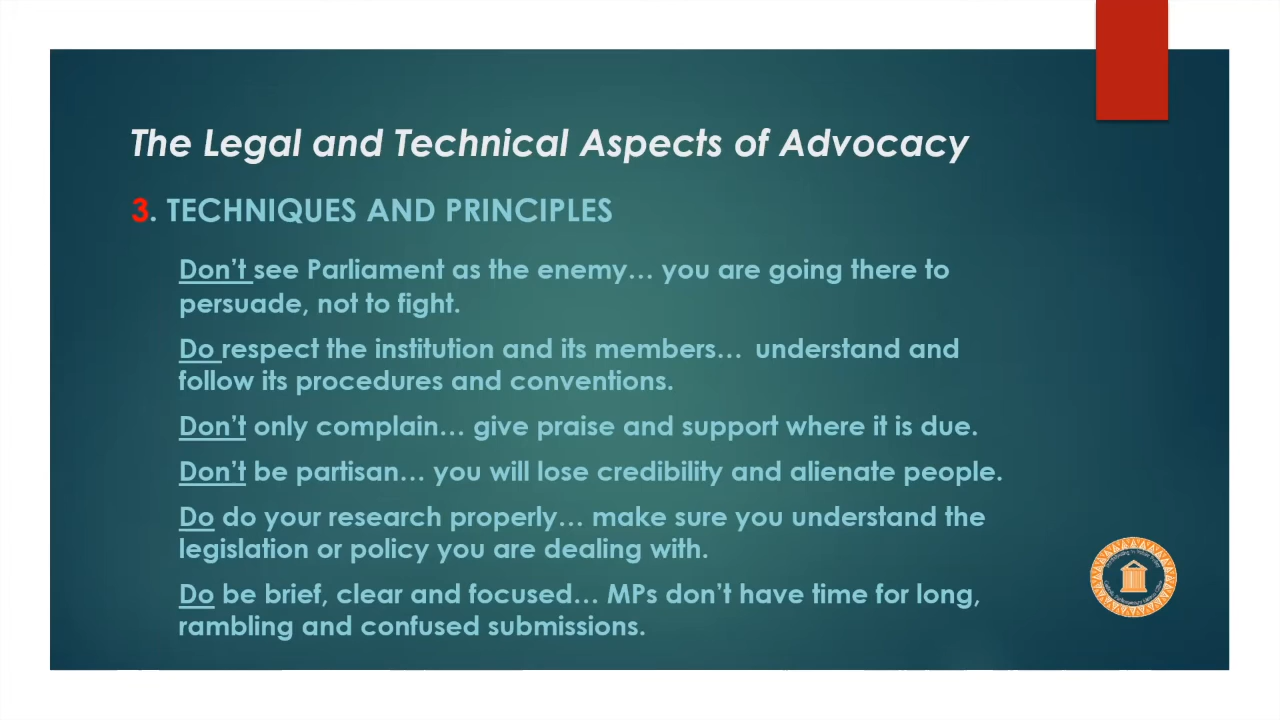 The Legal and Technical Aspects of Advocacy
3. TECHNIQUES AND PRINCIPLES
Don’t see Parliament as the enemy… you are going there to
persuade, not to fight.
Do respect the institution and its members… understand and
follow its procedures and conventions.
Don’t only complain… give praise and support where it is due.
Don’t be partisan… you will lose credibility and alienate people.
Do do your research properly… make sure you understand the
legislation or policy you are dealing with.
Do be brief, clear and focused… MPs don’t have time for long,
rambling and confused submissions.